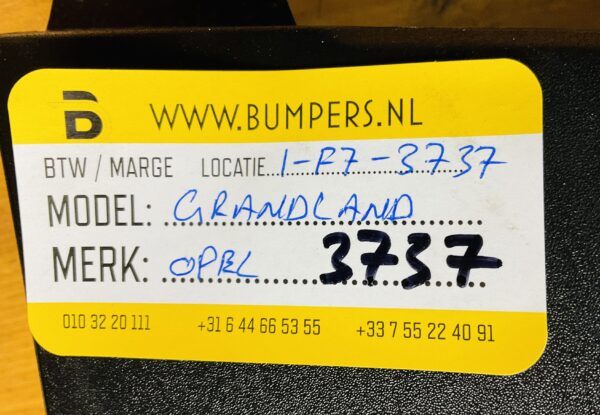 WWW.BUMPERS.NL
BTW / MARGE LOCATIE 1-F7-3737
MODEL: GRANDLAND
MERK: OPEL 3737
010 32 20 111 +31 6 44 66 53 55 +33 7 55 22 40 91